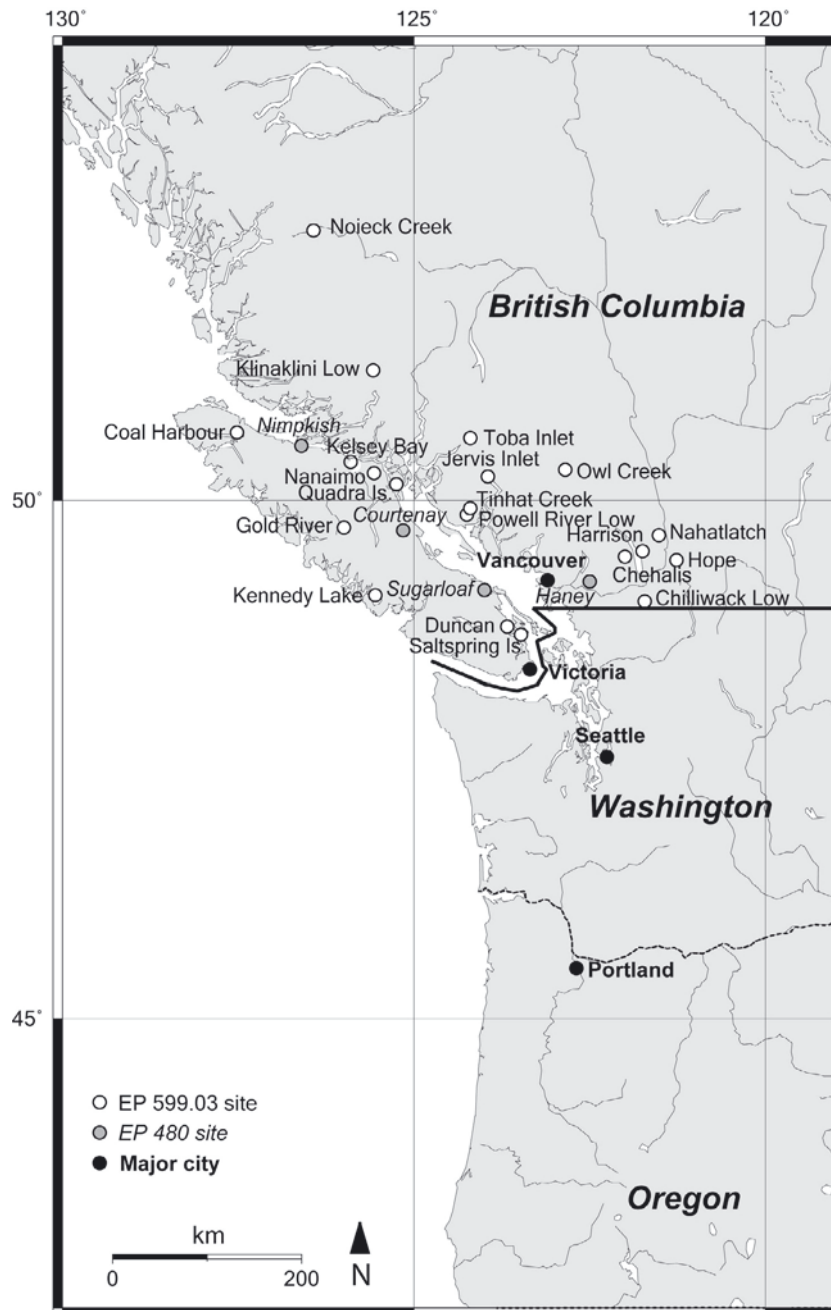 130°
125°
120°
Noieck Creek
British Columbia
Klinaklini Low
Nimpkish
Coal Harbour
Kelsey Bay
Toba Inlet
Jervis Inlet
Owl Creek
Nanaimo
Quadra Is.
50°
Tinhat Creek
Courtenay
Powell River Low
Gold River
Harrison
Nahatlatch
Vancouver
Hope
Chehalis
Kennedy Lake
Sugarloaf
Haney
Chilliwack Low
Duncan
Saltspring Is.
Victoria
Seattle
Washington
Portland
45°
EP 599.03 site
EP 480 site
Major city
Oregon
km
0
200
N